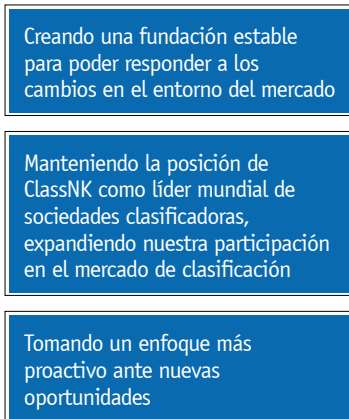 Creando una fundación estable
para poder responder a los
cambios en el entorno del mercado
Manteniendo la posición de
ClassNK como líder mundial de
sociedades clasificadoras,
expandiendo nuestra participación
en el mercado de clasificación
Tomando un enfoque más
proactivo ante nuevas
oportunidades